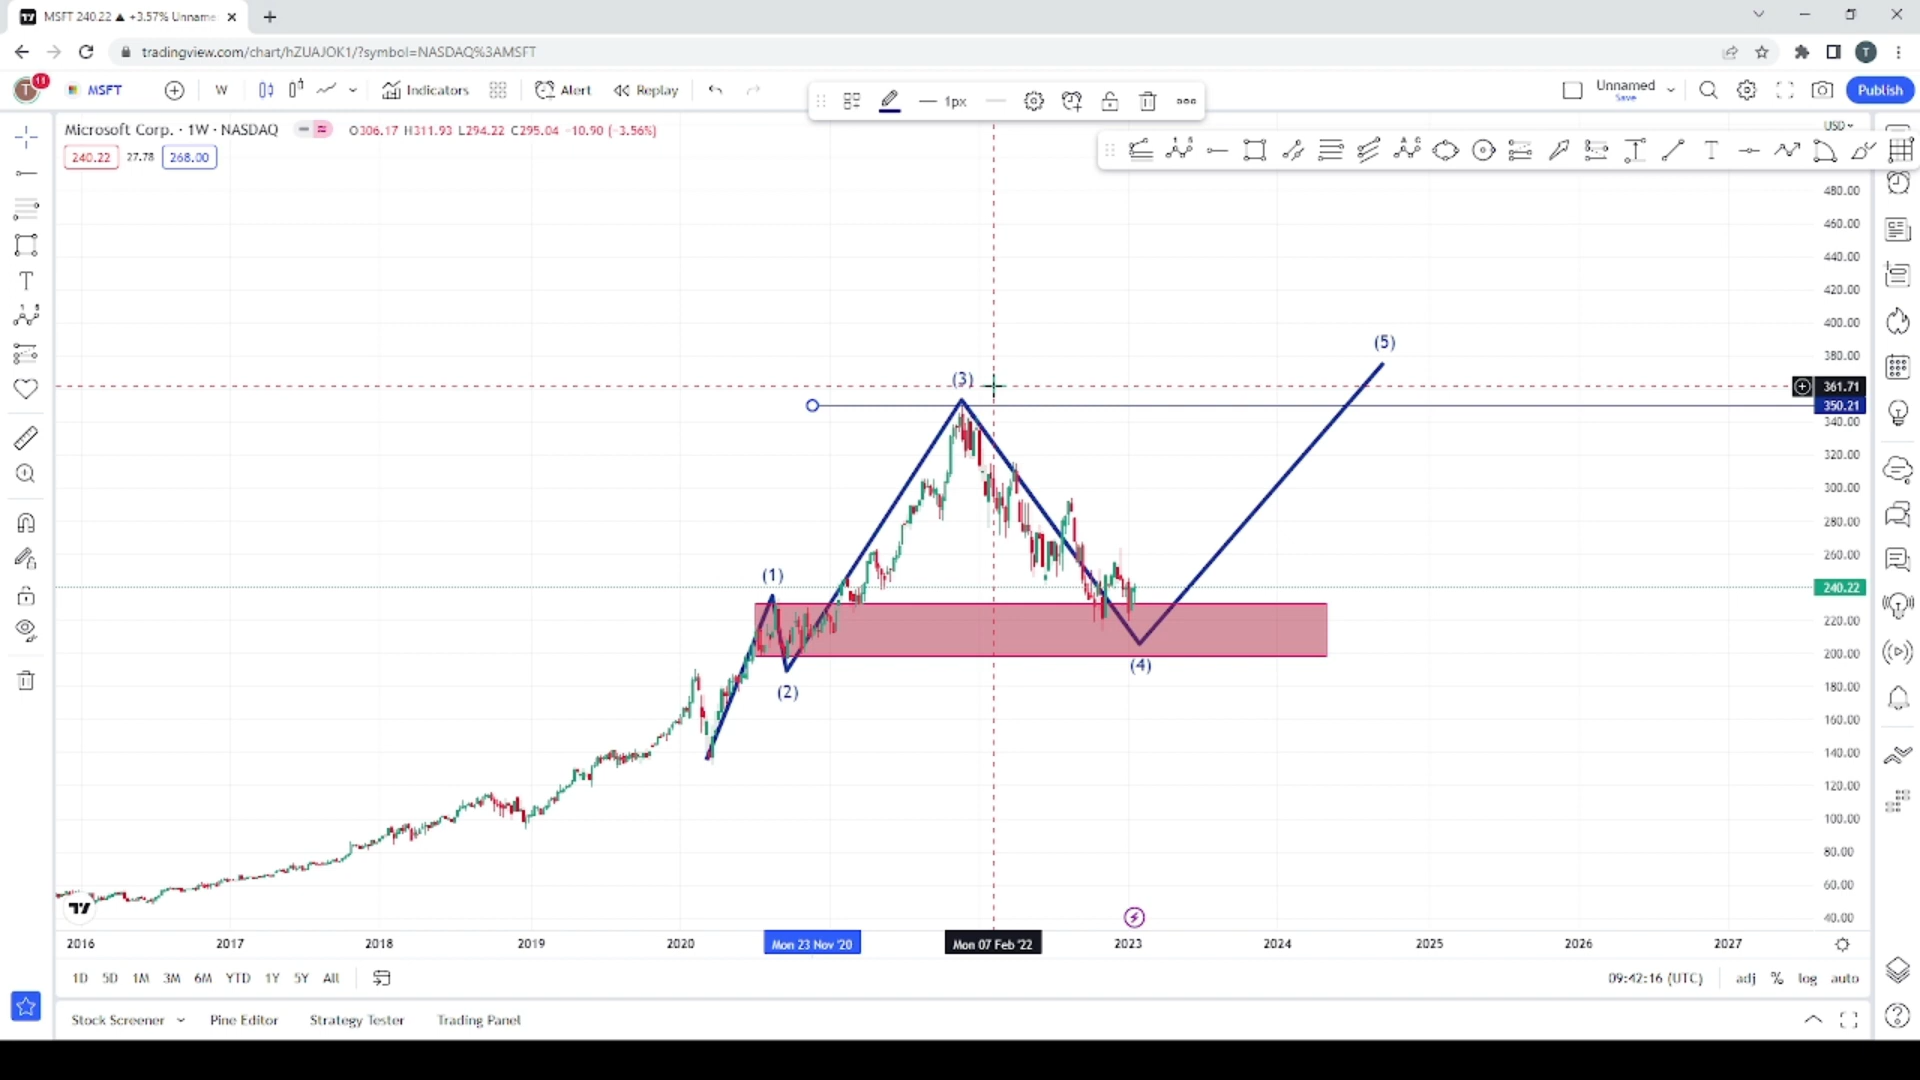 MSFT 240.22 ▲ +3.57% Unname
tradingview.com/chart/hZUAJOK1/?symbol=NASDAQ%3AMSFT
T
T
11
MSFT
W
Indicators
Alert
Replay
1px
Unnamed
Save
Publish
Microsoft Corp. · 1W · NASDAQ
O306.17 H311.93 L294.22 C295.04 −10.90 (−3.56%)
USD
240.22
27.78
268.00
480.00
460.00
440.00
420.00
400.00
380.00
361.71
350.21
340.00
320.00
300.00
280.00
260.00
240.22
220.00
200.00
180.00
160.00
140.00
120.00
100.00
80.00
60.00
40.00
(5)
(3)
(1)
(4)
(2)
2016
2017
2018
2019
2020
Mon 23 Nov '20
Mon 07 Feb '22
2023
2024
2025
2026
2027
1D
5D
1M
3M
6M
YTD
1Y
5Y
All
09:42:16 (UTC)
adj
%
log
auto
Stock Screener
Pine Editor
Strategy Tester
Trading Panel